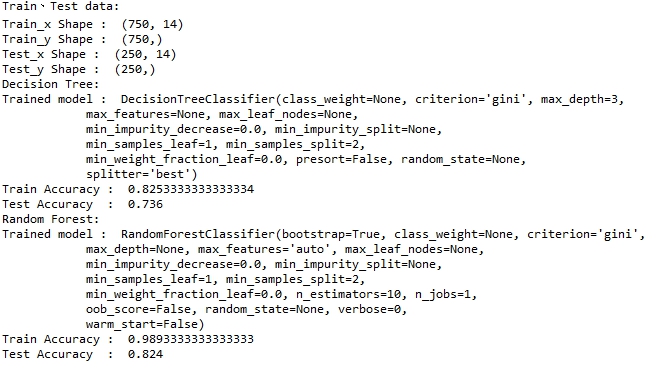 Train、Test data:
Train_x Shape :  (750, 14)
Train_y Shape :  (750,)
Test_x Shape :  (250, 14)
Test_y Shape :  (250,)
Decision Tree:
Trained model :  DecisionTreeClassifier(class_weight=None, criterion='gini', max_depth=3,
            max_features=None, max_leaf_nodes=None,
            min_impurity_decrease=0.0, min_impurity_split=None,
            min_samples_leaf=1, min_samples_split=2,
            min_weight_fraction_leaf=0.0, presort=False, random_state=None,
            splitter='best')
Train Accuracy :  0.8253333333333334
Test Accuracy  :  0.736
Random Forest:
Trained model :  RandomForestClassifier(bootstrap=True, class_weight=None, criterion='gini',
            max_depth=None, max_features='auto', max_leaf_nodes=None,
            min_impurity_decrease=0.0, min_impurity_split=None,
            min_samples_leaf=1, min_samples_split=2,
            min_weight_fraction_leaf=0.0, n_estimators=10, n_jobs=1,
            oob_score=False, random_state=None, verbose=0,
            warm_start=False)
Train Accuracy :  0.9893333333333333
Test Accuracy  :  0.824